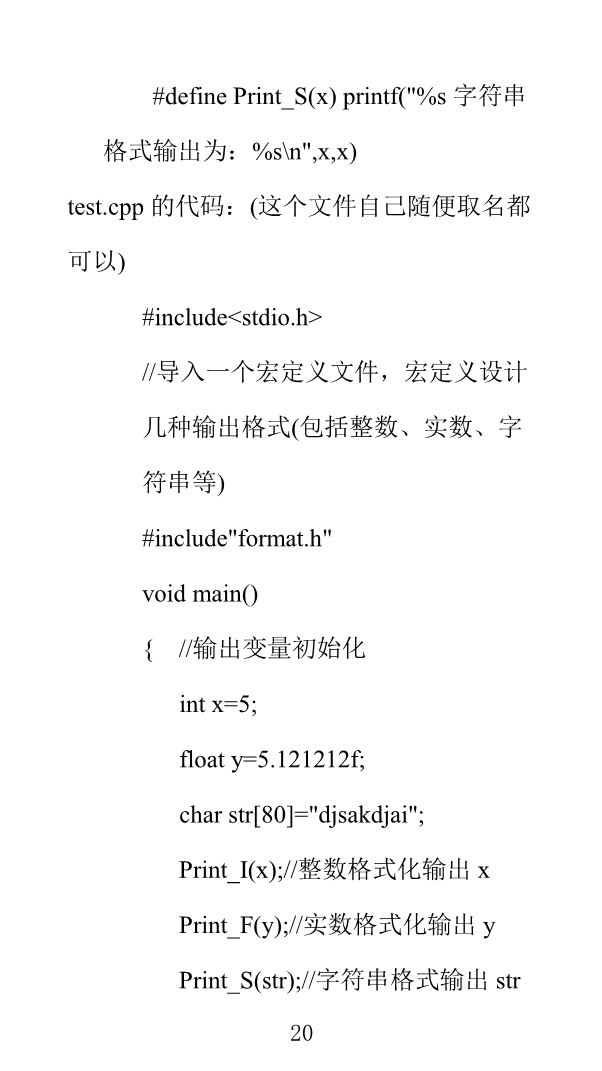 #define Print_S(x) printf("%s 字符串
格式输出为：%s\n",x,x)
test.cpp 的代码：(这个文件自己随便取名都
可以)
#include<stdio.h>
//导入一个宏定义文件，宏定义设计
几种输出格式(包括整数、实数、字
符串等)
#include"format.h"
void main()
{ //输出变量初始化
int x=5;
float y=5.121212f;
char str[80]="djsakdjai";
Print_I(x);//整数格式化输出 x
Print_F(y);//实数格式化输出 y
Print_S(str);//字符串格式输出 str
20